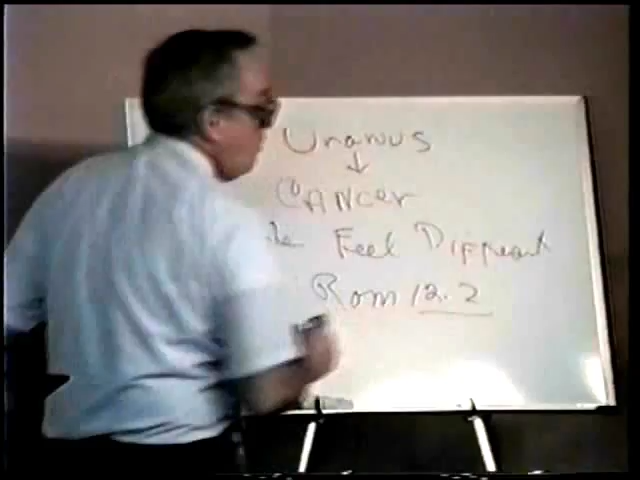 Uranus
↓
CANcer
Feel Different
Rom 12.2